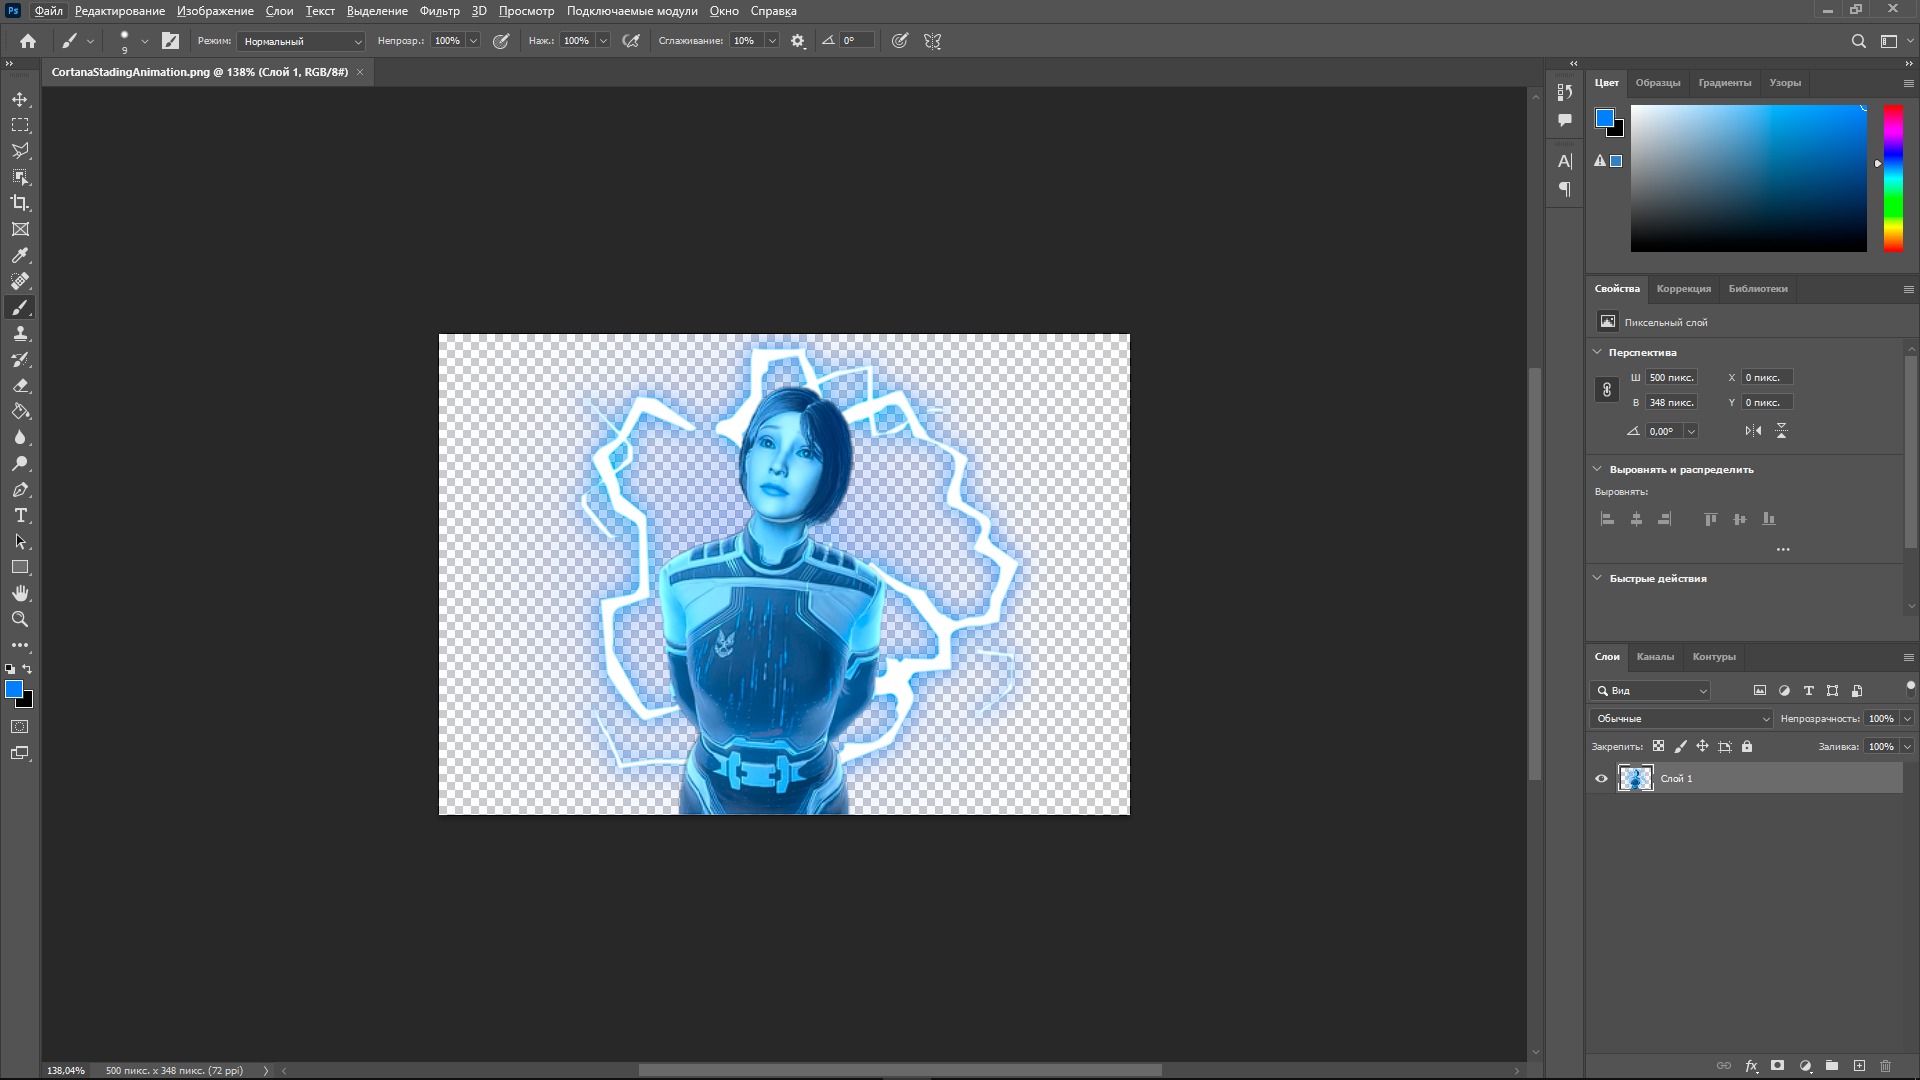 Ps Файл Редактирование Изображение Слои Текст Выделение Фильтр 3D Просмотр Подключаемые модули Окно Справка
9 Режим: Нормальный Непрозр.: 100% Наж.: 100% Сглаживание: 10% 0°
CortanaStadingAnimation.png @ 138% (Слой 1, RGB/8#) ×
Цвет Образцы Градиенты Узоры
Свойства Коррекция Библиотеки
Пиксельный слой
Перспектива
Ш 500 пикс. X 0 пикс.
В 348 пикс. Y 0 пикс.
0,00°
Выровнять и распределить
Выровнять:
Быстрые действия
Слои Каналы Контуры
Вид
Обычные Непрозрачность: 100%
Закрепить: Заливка: 100%
Слой 1
138,04% 500 пикс. x 348 пикс. (72 ppi)